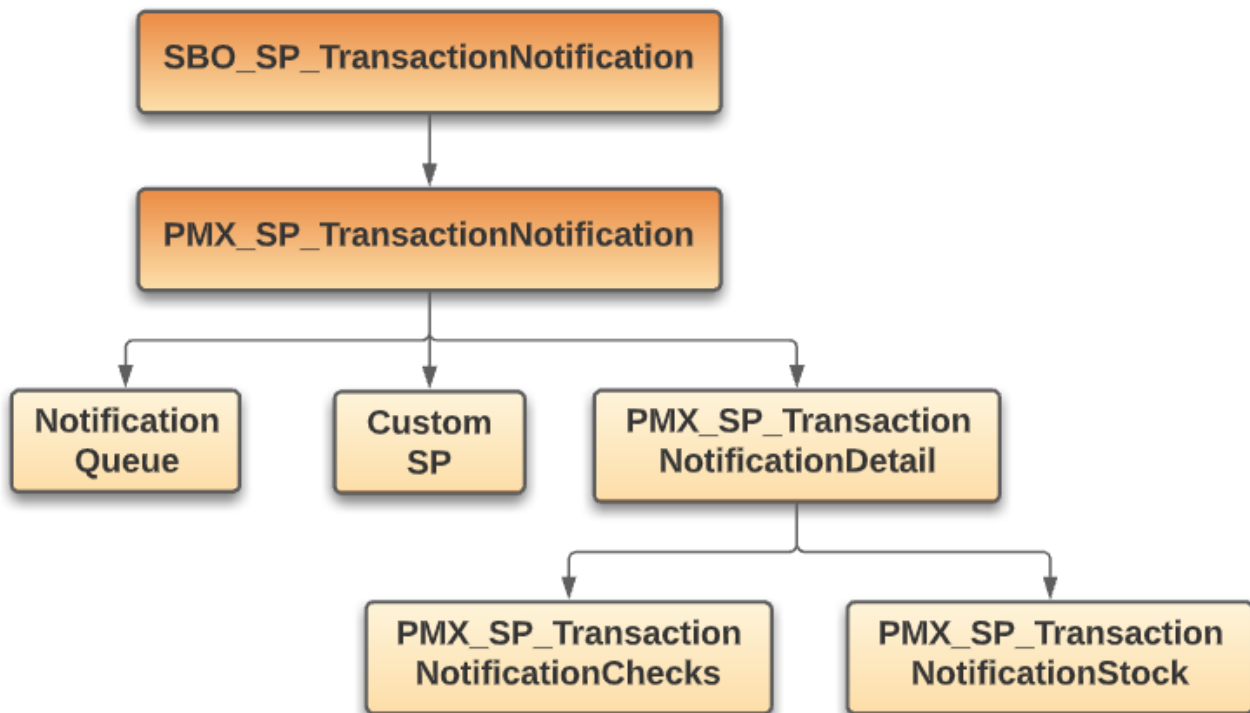 SBO_SP_TransactionNotification
PMX_SP_TransactionNotification
Notification
Queue
Custom
SP
PMX_SP_Transaction
NotificationDetail
PMX_SP_Transaction
NotificationChecks
PMX_SP_Transaction
NotificationStock